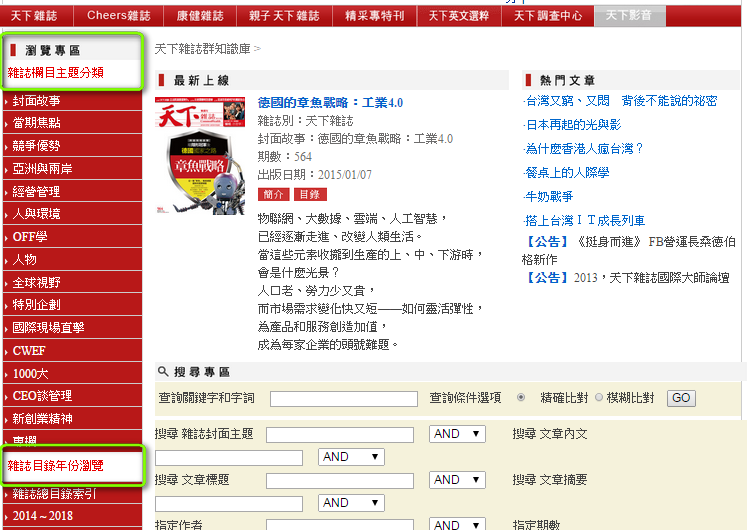 天下雜誌
Cheers雜誌
康健雜誌
親子天下雜誌
精采專特刊
天下英文選粹
天下調查中心
天下影音
瀏覽專區
雜誌欄目主題分類
封面故事
當期焦點
競爭優勢
亞洲與兩岸
經營管理
人與環境
OFF學
人物
全球視野
特別企劃
國際現場直擊
CWEF
1000大
CEO談管理
新創業精神
專欄
雜誌目錄年份瀏覽
雜誌總目錄索引
2014～2018
天下雜誌群知識庫 >
最新上線
天下雜誌
章魚戰略
德國的章魚戰略：工業4.0
雜誌別：天下雜誌
封面故事：德國的章魚戰略：工業4.0
期數：564
出版日期：2015/01/07
簡介
目錄
物聯網、大數據、雲端、人工智慧，
已經逐漸走進、改變人類生活。
當這些元素收攏到生產的上、中、下游時，
會是什麼光景？
人口老、勞力少又貴，
而市場需求變化快又短——如何靈活彈性，
為產品和服務創造加值，
成為每家企業的頭號難題。
熱門文章
‧台灣又窮、又悶　背後不能說的祕密
‧日本再起的光與影
‧為什麼香港人瘋台灣？
‧餐桌上的人際學
‧牛奶戰爭
‧搭上台灣ＩＴ成長列車
【公告】《挺身而進》 FB營運長桑德伯
格新作
【公告】2013，天下雜誌國際大師論壇
搜尋專區
查詢關鍵字和字詞
查詢條件選項
精確比對
模糊比對
GO
搜尋 雜誌封面主題
AND
搜尋 文章內文
AND
搜尋 文章標題
AND
搜尋 文章摘要
AND
指定作者
AND
指定期數